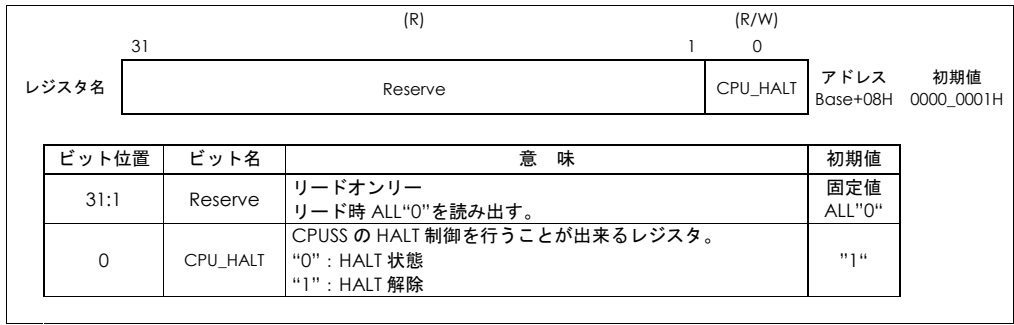 (R) (R/W)
31 1 0
レジスタ名 Reserve CPU_HALT アドレス 初期値
Base+08H 0000_0001H
ビット位置 ビット名 意 味 初期値
31:1 Reserve リードオンリー 固定値
リード時 ALL“0”を読み出す。 ALL”0“
CPUSS の HALT 制御を行うことが出来るレジスタ。
0 CPU_HALT “0”：HALT 状態 ”1“
“1”：HALT 解除